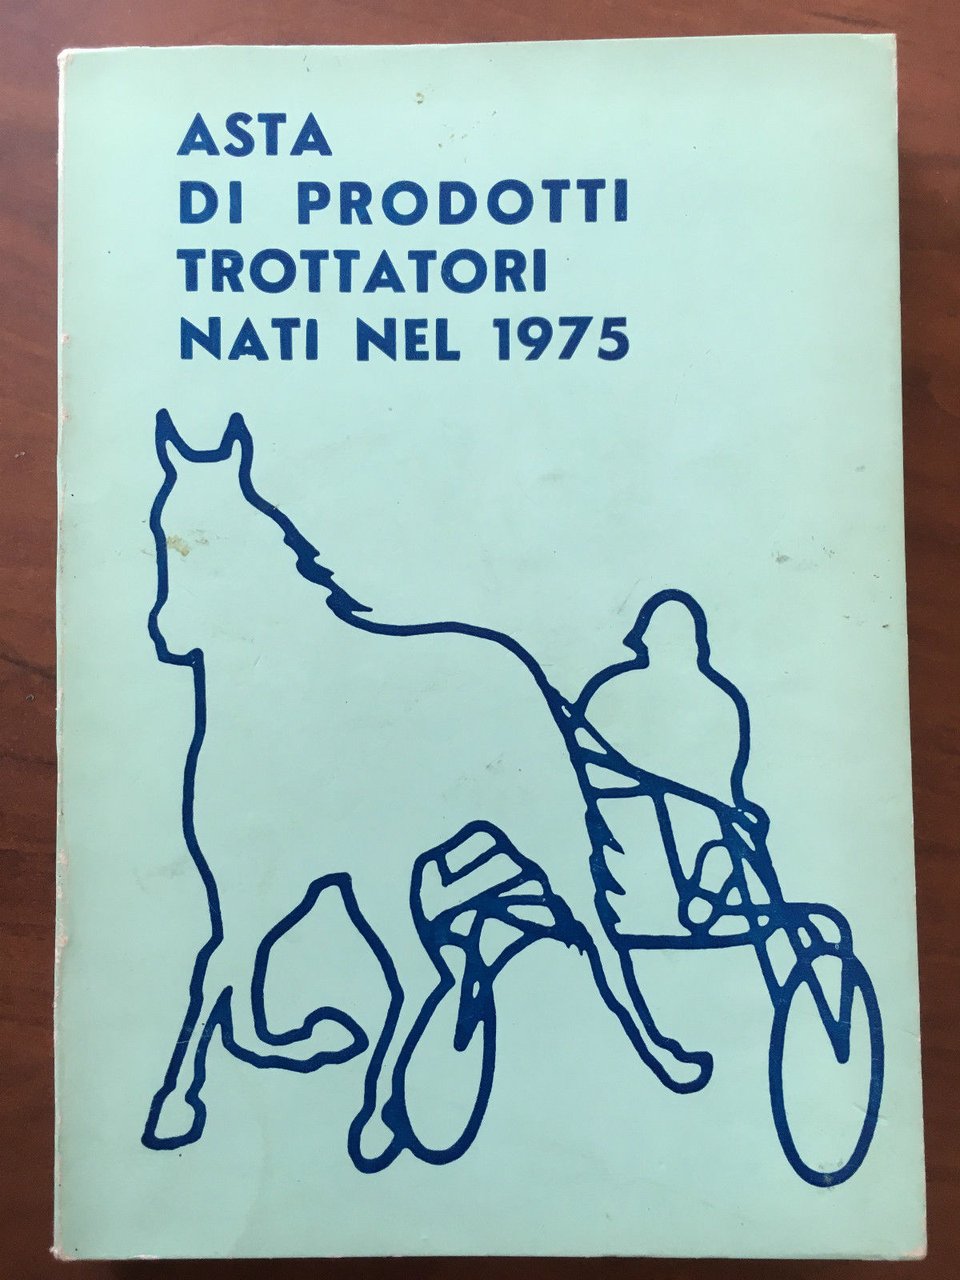 ASTA
DI PRODOTTI
TROTTATORI
NATI NEL 1975